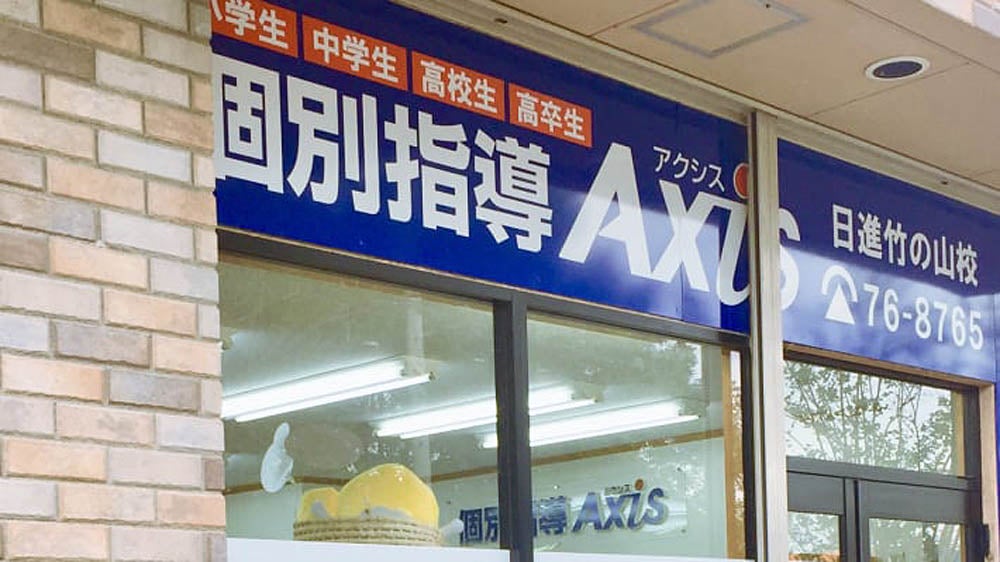 小学生 中学生 高校生 高卒生
個別指導 アクシス Axis
日進竹の山校
76-8765
個別指導 Axis